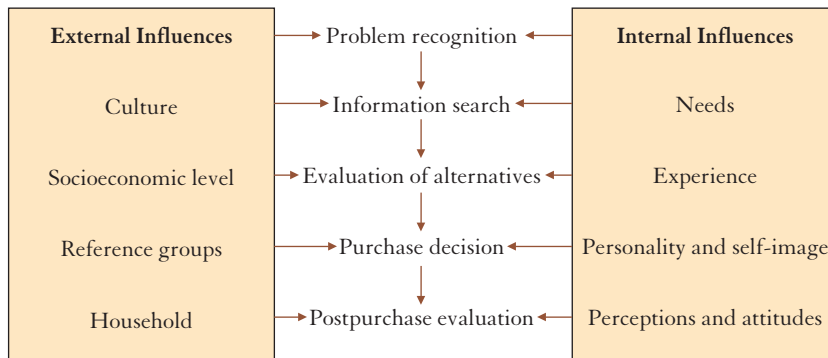 External Influences
Problem recognition
Internal Influences
Culture
Information search
Needs
Socioeconomic level
Evaluation of alternatives
Experience
Reference groups
Purchase decision
Personality and self-image
Household
Postpurchase evaluation
Perceptions and attitudes